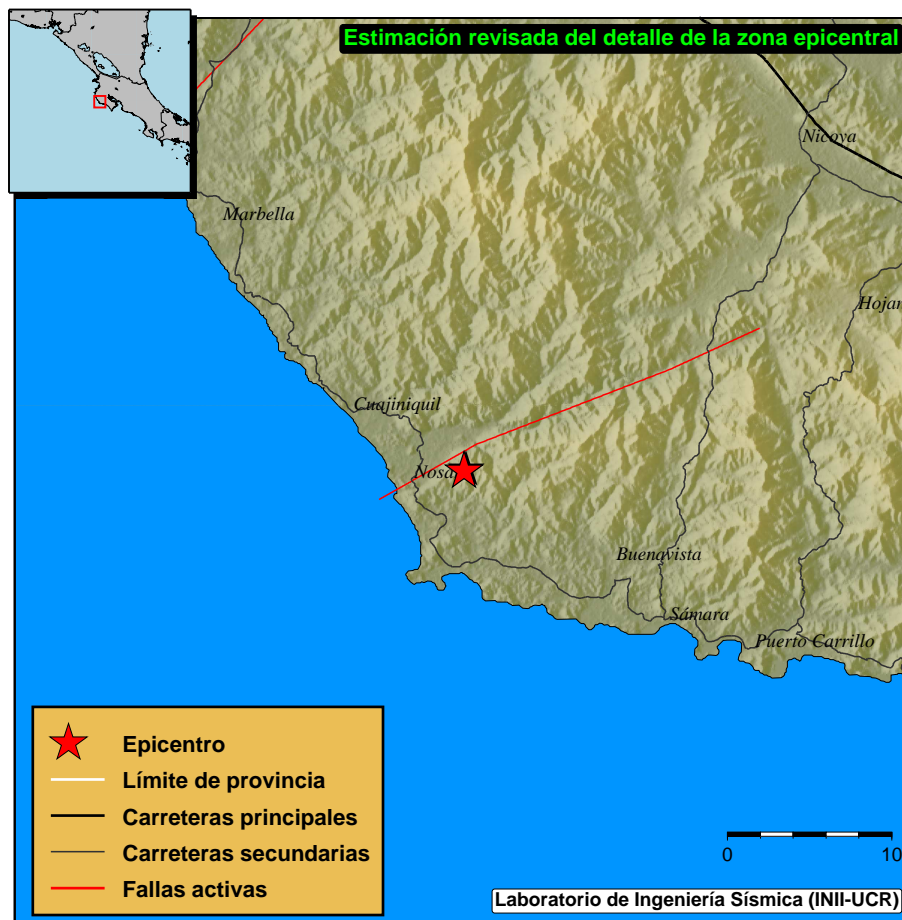 Estimación revisada del detalle de la zona epicentral
Nicoya
Marbella
Hojan
Cuajiniquil
Nosa
Buenavista
Sámara
Puerto Carrillo
Epicentro
Límite de provincia
Carreteras principales
Carreteras secundarias
Fallas activas
0
10
Laboratorio de Ingeniería Sísmica (INII-UCR)